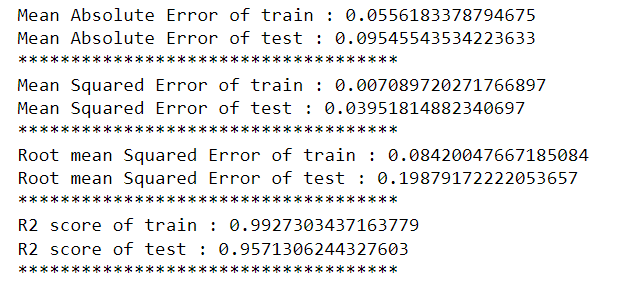 Mean Absolute Error of train : 0.0556183378794675
Mean Absolute Error of test : 0.09545543534223633
************************************
Mean Squared Error of train : 0.007089720271766897
Mean Squared Error of test : 0.03951814882340697
************************************
Root mean Squared Error of train : 0.08420047667185084
Root mean Squared Error of test : 0.19879172222053657
************************************
R2 score of train : 0.9927303437163779
R2 score of test : 0.9571306244327603
************************************